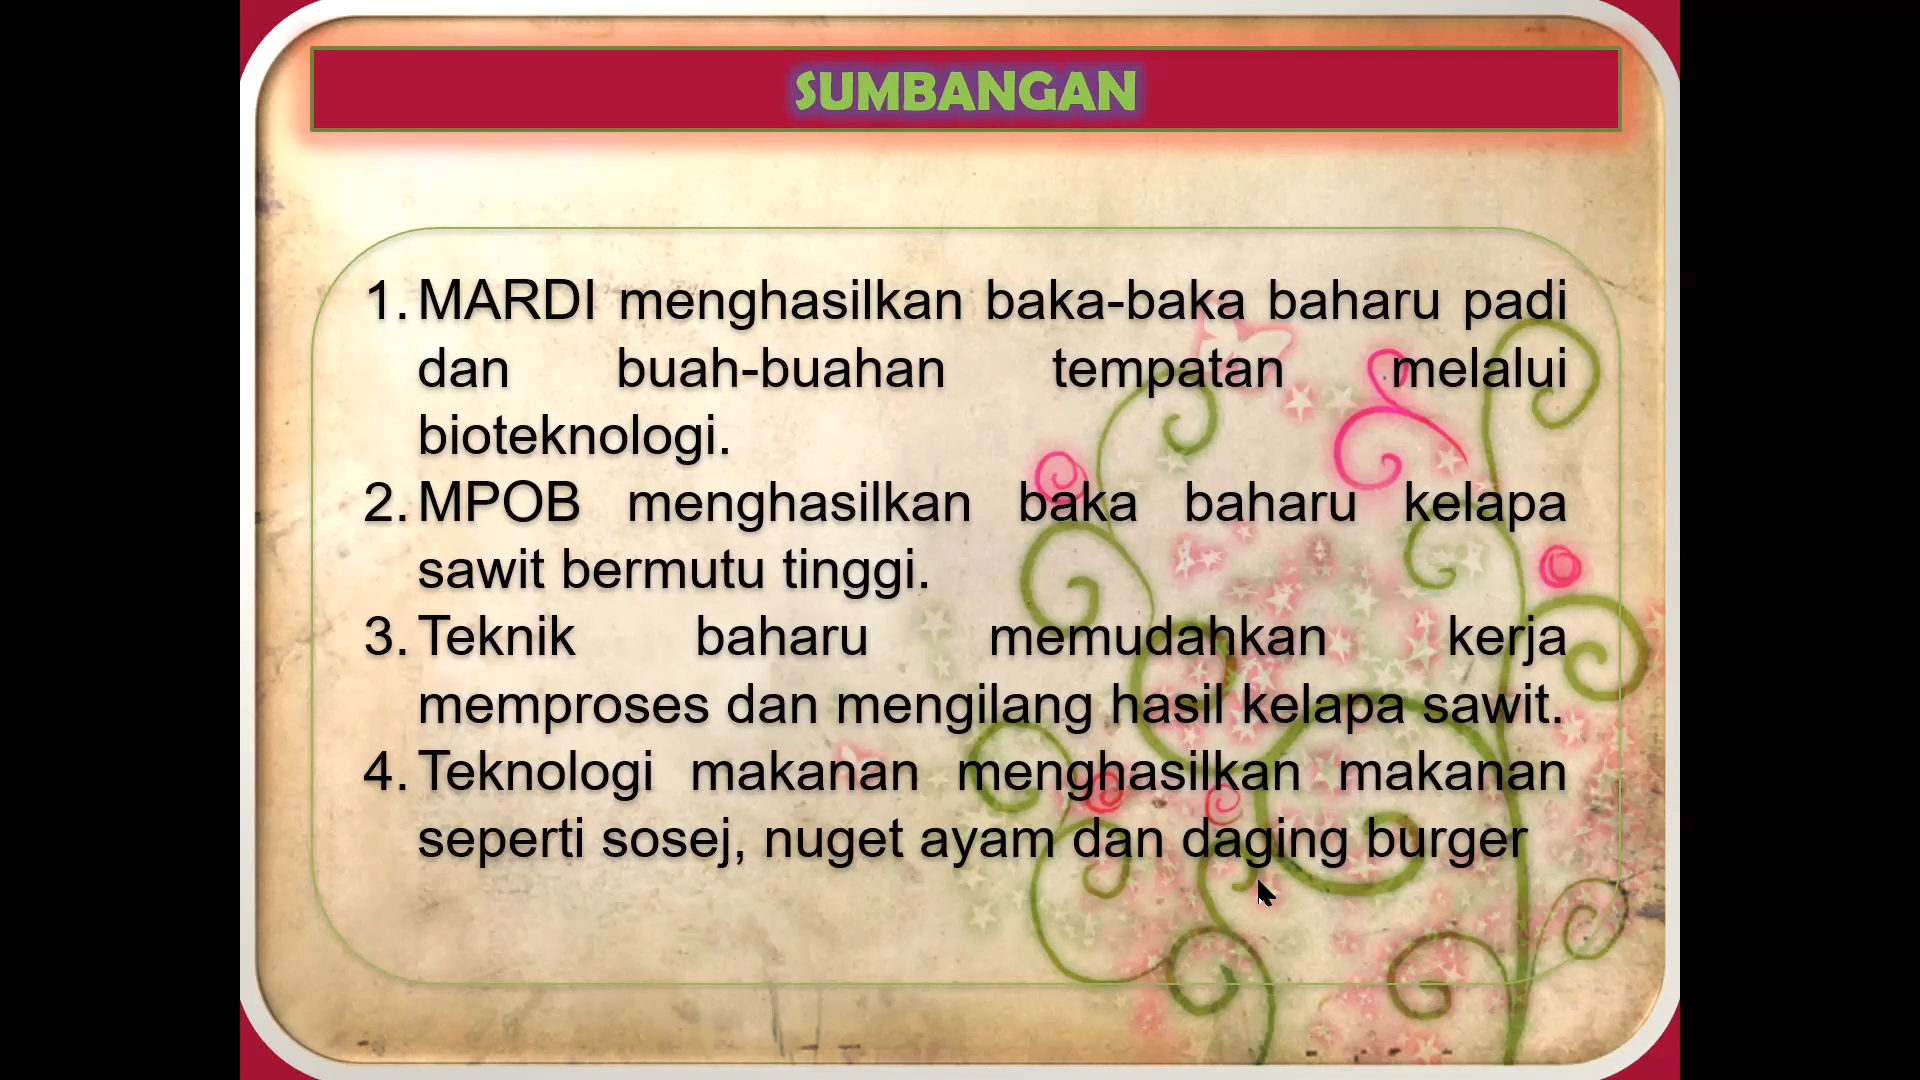 SUMBANGAN
1. MARDI menghasilkan baka-baka baharu padi
dan buah-buahan tempatan melalui
bioteknologi.
2. MPOB menghasilkan baka baharu kelapa
sawit bermutu tinggi.
3. Teknik baharu memudahkan kerja
memproses dan mengilang hasil kelapa sawit.
4. Teknologi makanan menghasilkan makanan
seperti sosej, nuget ayam dan daging burger